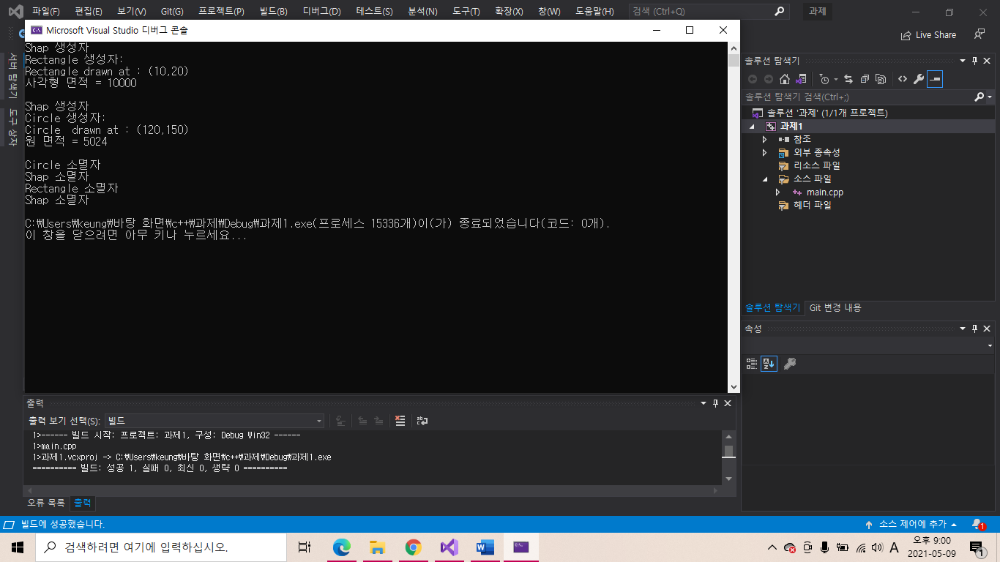 파일(F) 편집(E) 보기(V) Git(G) 프로젝트(P) 빌드(B) 디버그(D) 테스트(S) 분석(N) 도구(T) 확장(X) 창(W) 도움말(H) 검색 (Ctrl+Q) 과제
Microsoft Visual Studio 디버그 콘솔
Live Share
서버 탐색기
도구 상자
Shap 생성자
Rectangle 생성자:
Rectangle drawn at : (10,20)
사각형 면적 = 10000
Shap 생성자
Circle 생성자:
Circle  drawn at : (120,150)
원 면적 = 5024
Circle 소멸자
Shap 소멸자
Rectangle 소멸자
Shap 소멸자
C:₩Users₩keung₩바탕 화면₩c++₩과제₩Debug₩과제1.exe(프로세스 15336개)이(가) 종료되었습니다(코드: 0개).
이 창을 닫으려면 아무 키나 누르세요...
솔루션 탐색기
솔루션 탐색기 검색(Ctrl+;)
솔루션 '과제' (1/1개 프로젝트)
과제1
참조
외부 종속성
리소스 파일
소스 파일
main.cpp
헤더 파일
솔루션 탐색기 Git 변경 내용
속성
출력
출력 보기 선택(S): 빌드
1>------ 빌드 시작: 프로젝트: 과제1, 구성: Debug Win32 ------
1>main.cpp
1>과제1.vcxproj -> C:₩Users₩keung₩바탕 화면₩c++₩과제₩Debug₩과제1.exe
========== 빌드: 성공 1, 실패 0, 최신 0, 생략 0 ==========
오류 목록 출력
빌드에 성공했습니다. 소스 제어에 추가 1
검색하려면 여기에 입력하십시오.
A 오후 9:00
2021-05-09
1